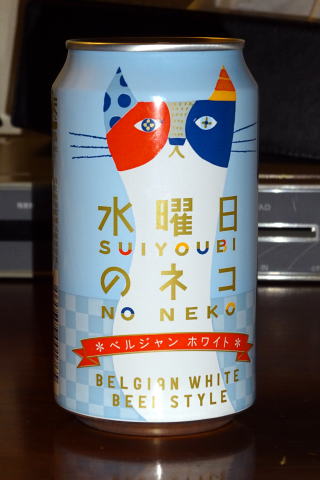 水曜日
SUIYOUBI
のネコ
NO NEKO
＊ベルジャン ホワイト＊
BELGIAN WHITE
BEER STYLE